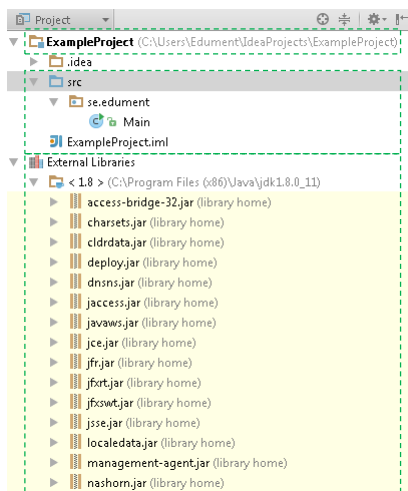 Project
ExampleProject (C:\Users\Edument\IdeaProjects\ExampleProject)
.idea
src
se.edument
Main
ExampleProject.iml
External Libraries
< 1.8 > (C:\Program Files (x86)\Java\jdk1.8.0_11)
access-bridge-32.jar (library home)
charsets.jar (library home)
cldrdata.jar (library home)
deploy.jar (library home)
dnsns.jar (library home)
jaccess.jar (library home)
javaws.jar (library home)
jce.jar (library home)
jfr.jar (library home)
jfxrt.jar (library home)
jfxswt.jar (library home)
jsse.jar (library home)
localedata.jar (library home)
management-agent.jar (library home)
nashorn.jar (library home)